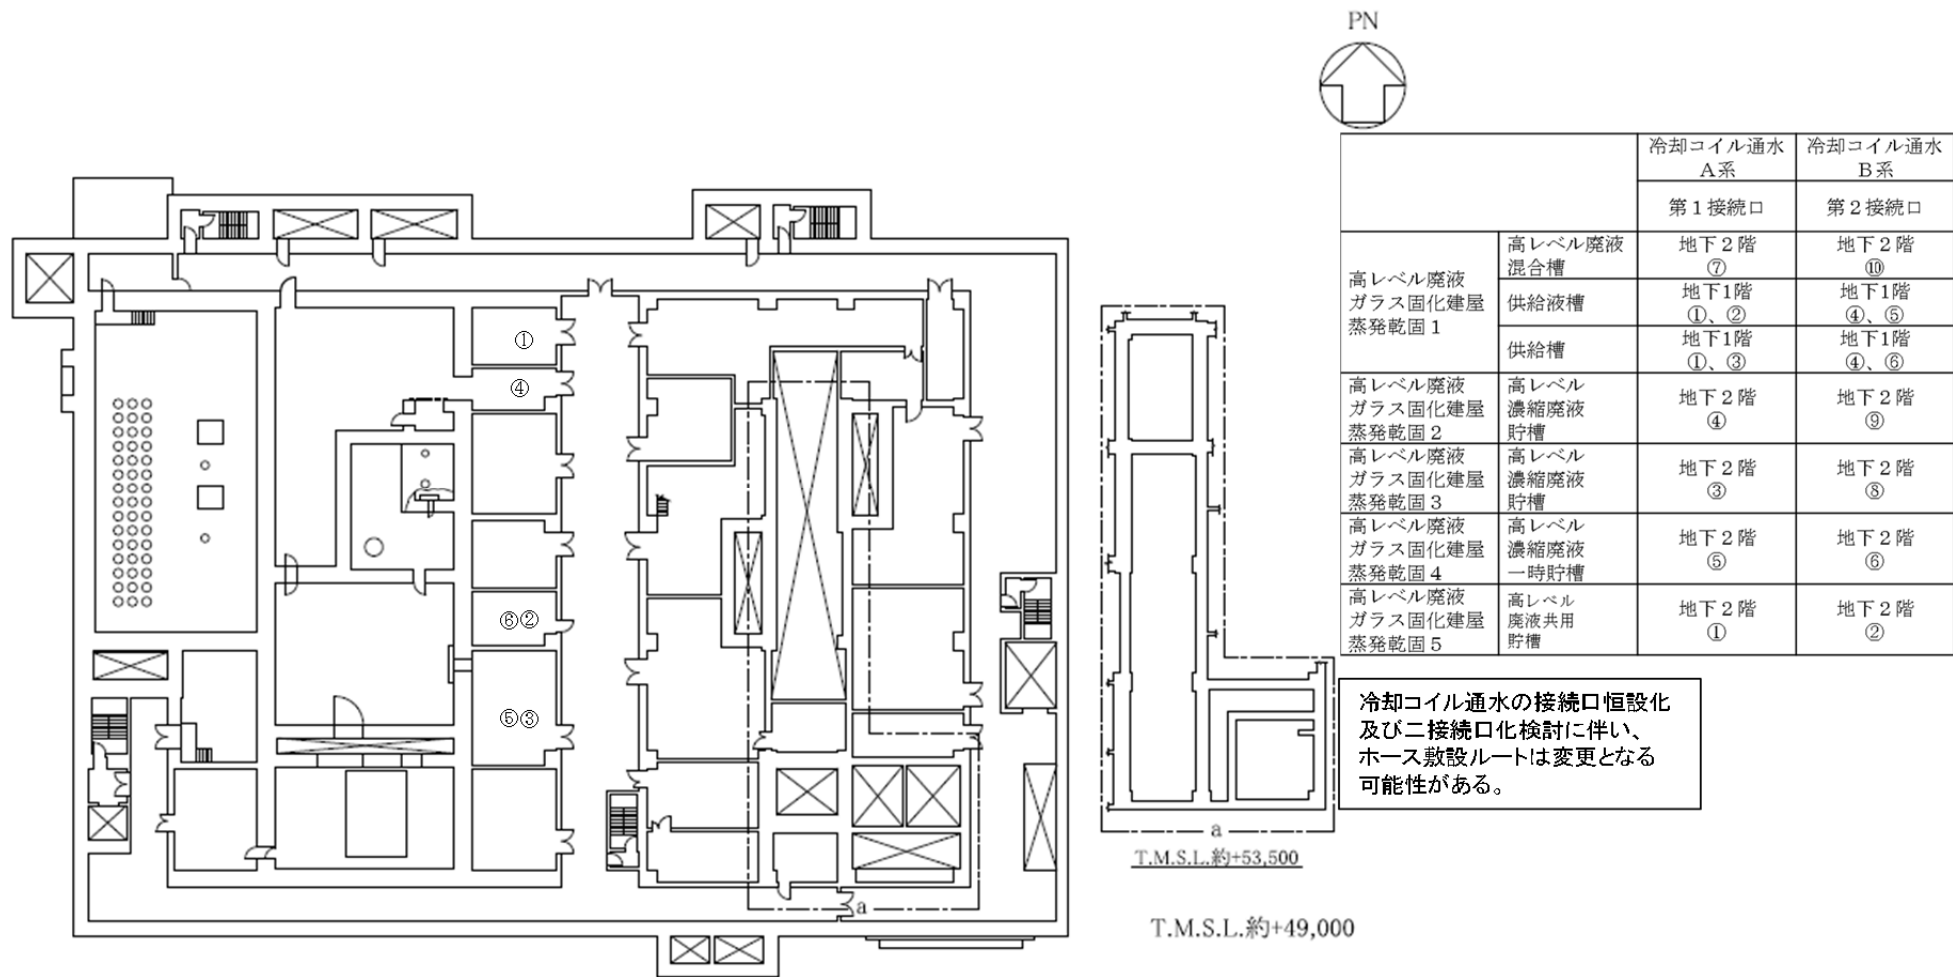 PN
冷却コイル通水
A系
冷却コイル通水
B系
第1接続口
第2接続口
高レベル廃液
ガラス固化建屋
蒸発乾固1
高レベル廃液
混合槽
地下2階
⑦
地下2階
⑩
供給液槽
地下1階
①、②
地下1階
④、⑤
供給槽
地下1階
①、③
地下1階
④、⑥
高レベル廃液
ガラス固化建屋
蒸発乾固2
高レベル
濃縮廃液
貯槽
地下2階
④
地下2階
⑨
高レベル廃液
ガラス固化建屋
蒸発乾固3
高レベル
濃縮廃液
貯槽
地下2階
③
地下2階
⑧
高レベル廃液
ガラス固化建屋
蒸発乾固4
高レベル
濃縮廃液
一時貯槽
地下2階
⑤
地下2階
⑥
高レベル廃液
ガラス固化建屋
蒸発乾固5
高レベル
廃液共用
貯槽
地下2階
①
地下2階
②
①
④
⑥②
⑤③
冷却コイル通水の接続口恒設化
及び二接続口化検討に伴い、
ホース敷設ルートは変更となる
可能性がある。
a
T.M.S.L.約+53,500
a
T.M.S.L.約+49,000